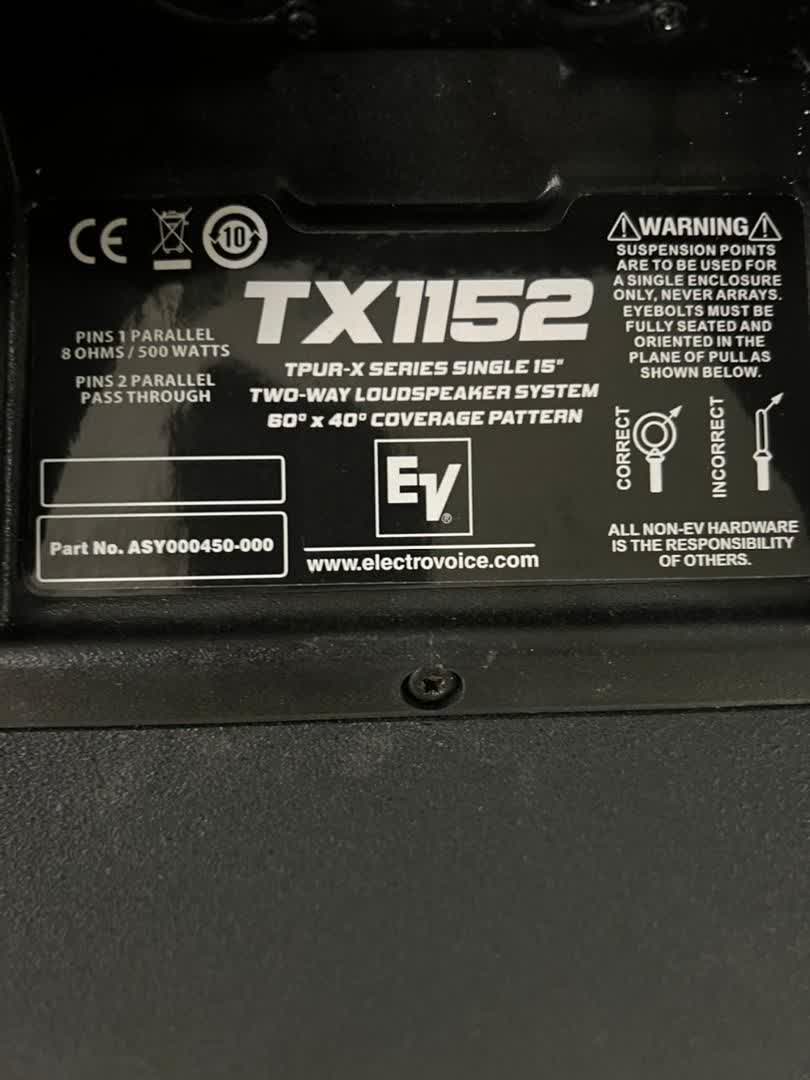 CE
10
TX1152
TPUR-X SERIES SINGLE 15"
TWO-WAY LOUDSPEAKER SYSTEM
60° x 40° COVERAGE PATTERN
PINS 1 PARALLEL
8 OHMS / 500 WATTS
PINS 2 PARALLEL
PASS THROUGH
Part No. ASY000450-000
EV®
www.electrovoice.com
WARNING
SUSPENSION POINTS
ARE TO BE USED FOR
A SINGLE ENCLOSURE
ONLY, NEVER ARRAYS.
EYEBOLTS MUST BE
FULLY SEATED AND
ORIENTED IN THE
PLANE OF PULL AS
SHOWN BELOW.
CORRECT
INCORRECT
ALL NON-EV HARDWARE
IS THE RESPONSIBILITY
OF OTHERS.